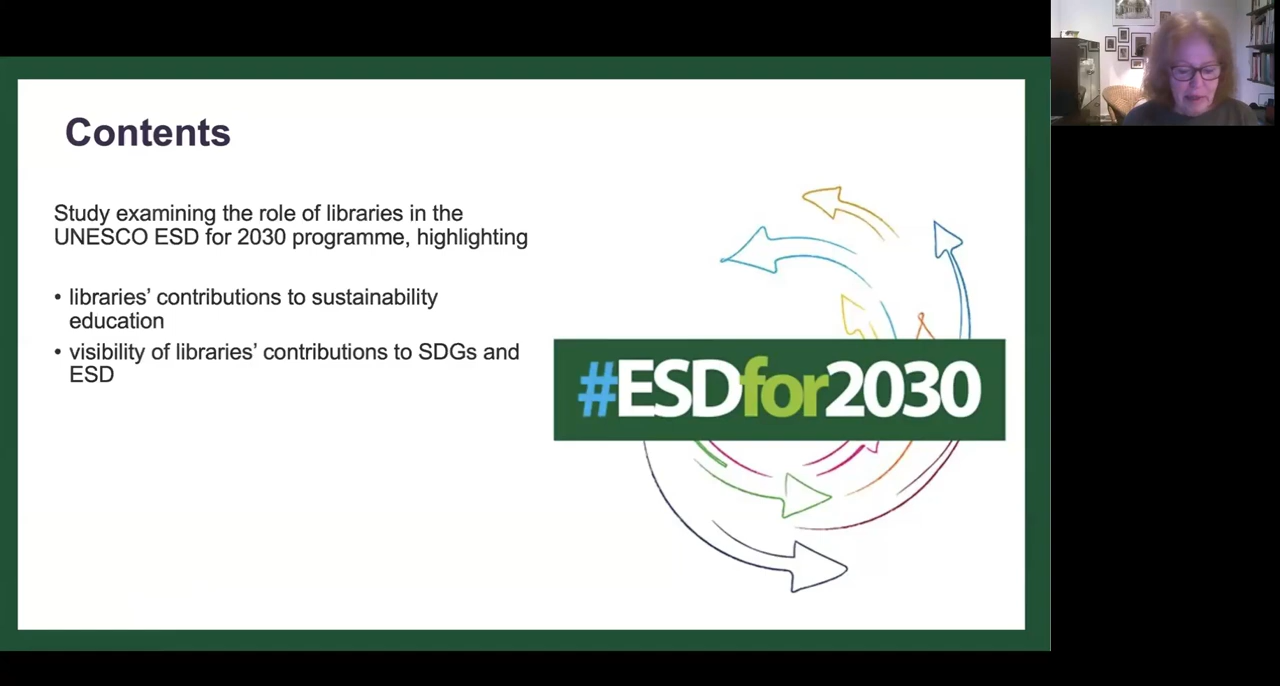 Contents
Study examining the role of libraries in the
UNESCO ESD for 2030 programme, highlighting
• libraries’ contributions to sustainability
education
• visibility of libraries’ contributions to SDGs and
ESD
#ESDfor2030